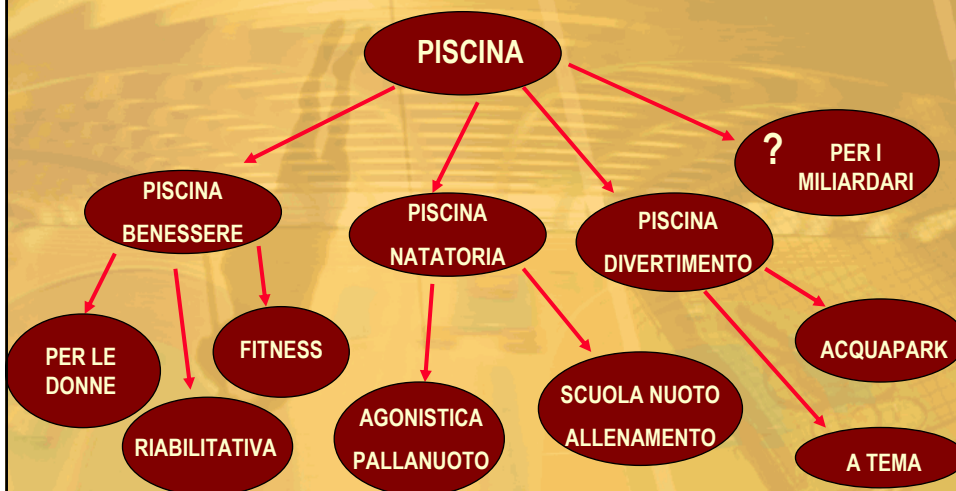 PISCINA
? PER I
MILIARDARI
PISCINA
BENESSERE
PISCINA
NATATORIA
PISCINA
DIVERTIMENTO
PER LE
DONNE
FITNESS
RIABILITATIVA
AGONISTICA
PALLANUOTO
SCUOLA NUOTO
ALLENAMENTO
ACQUAPARK
A TEMA